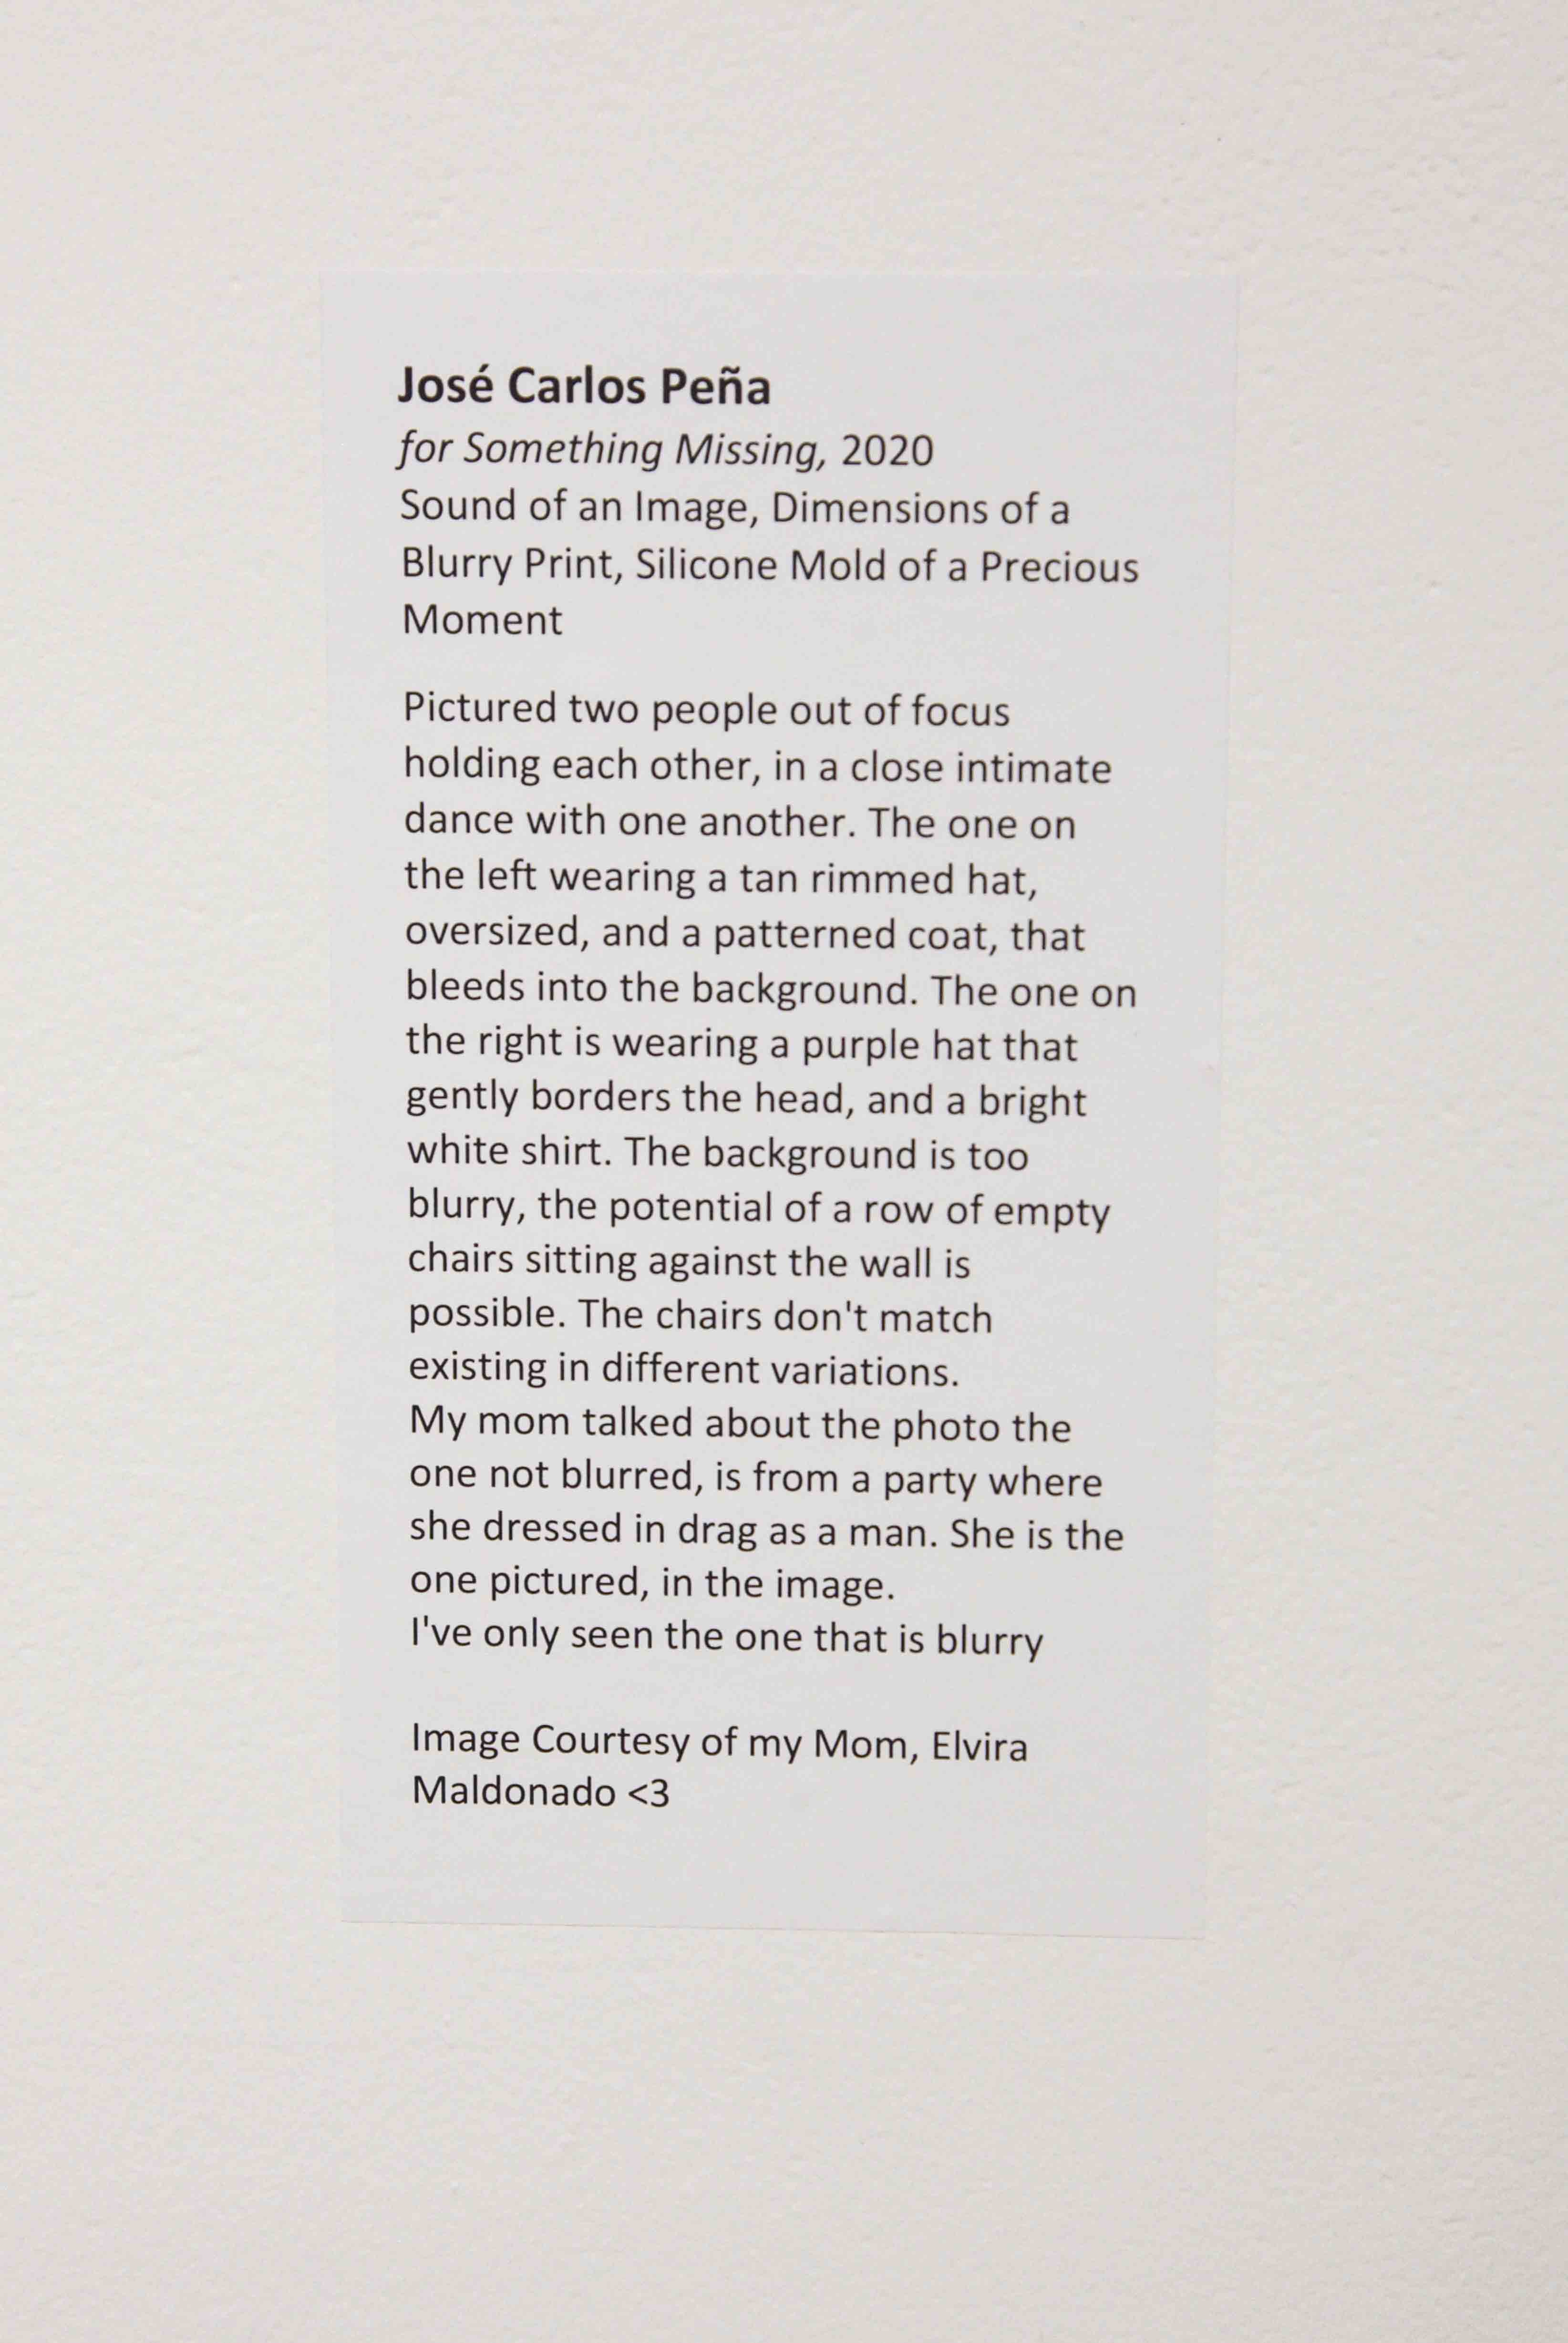 José Carlos Peña
for Something Missing, 2020
Sound of an Image, Dimensions of a
Blurry Print, Silicone Mold of a Precious
Moment
Pictured two people out of focus
holding each other, in a close intimate
dance with one another. The one on
the left wearing a tan rimmed hat,
oversized, and a patterned coat, that
bleeds into the background. The one on
the right is wearing a purple hat that
gently borders the head, and a bright
white shirt. The background is too
blurry, the potential of a row of empty
chairs sitting against the wall is
possible. The chairs don't match
existing in different variations.
My mom talked about the photo the
one not blurred, is from a party where
she dressed in drag as a man. She is the
one pictured, in the image.
I've only seen the one that is blurry
Image Courtesy of my Mom, Elvira
Maldonado <3